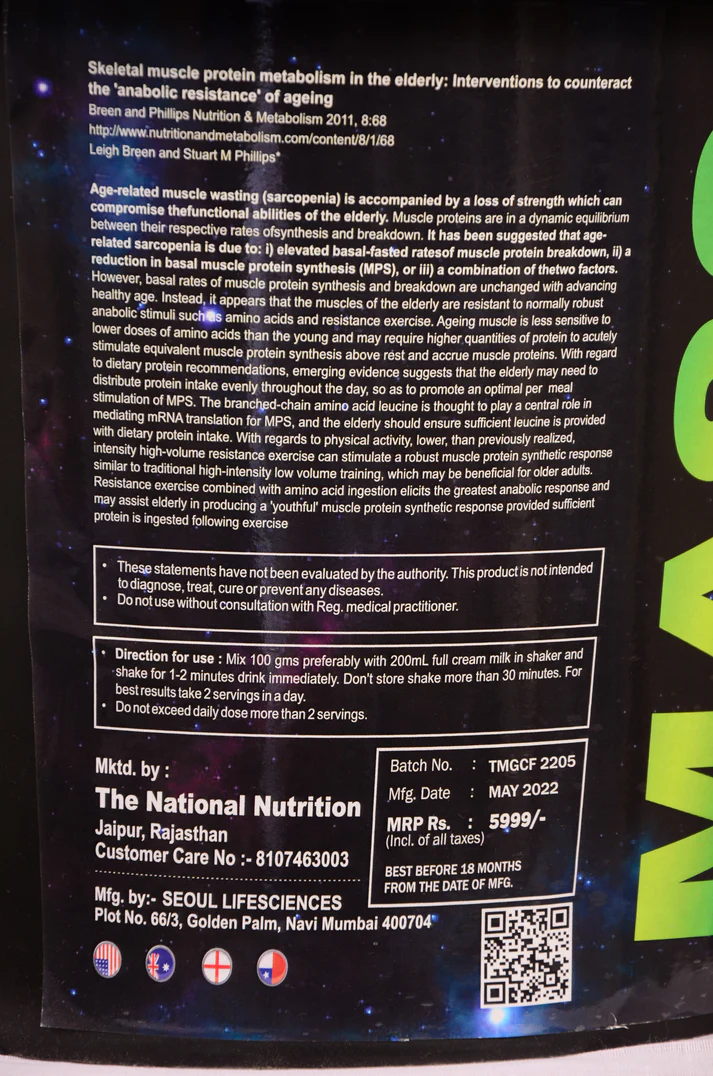 Skeletal muscle protein metabolism in the elderly: Interventions to counteract
the 'anabolic resistance' of ageing
Breen and Phillips Nutrition & Metabolism 2011, 8:68
http://www.nutritionandmetabolism.com/content/8/1/68
Leigh Breen and Stuart M Phillips*
Age-related muscle wasting (sarcopenia) is accompanied by a loss of strength which can
compromise thefunctional abilities of the elderly. Muscle proteins are in a dynamic equilibrium
between their respective rates ofsynthesis and breakdown. It has been suggested that age-
related sarcopenia is due to: i) elevated basal-fasted ratesof muscle protein breakdown, ii) a
reduction in basal muscle protein synthesis (MPS), or iii) a combination of thetwo factors.
However, basal rates of muscle protein synthesis and breakdown are unchanged with advancing
healthy age. Instead, it appears that the muscles of the elderly are resistant to normally robust
anabolic stimuli such as amino acids and resistance exercise. Ageing muscle is less sensitive to
lower doses of amino acids than the young and may require higher quantities of protein to acutely
stimulate equivalent muscle protein synthesis above rest and accrue muscle proteins. With regard
to dietary protein recommendations, emerging evidence suggests that the elderly may need to
distribute protein intake evenly throughout the day, so as to promote an optimal per meal
stimulation of MPS. The branched-chain amino acid leucine is thought to play a central role in
mediating mRNA translation for MPS, and the elderly should ensure sufficient leucine is provided
with dietary protein intake. With regards to physical activity, lower, than previously realized,
intensity high-volume resistance exercise can stimulate a robust muscle protein synthetic response
similar to traditional high-intensity low volume training, which may be beneficial for older adults.
Resistance exercise combined with amino acid ingestion elicits the greatest anabolic response and
may assist elderly in producing a 'youthful' muscle protein synthetic response provided sufficient
protein is ingested following exercise
• These statements have not been evaluated by the authority. This product is not intended
to diagnose, treat, cure or prevent any diseases.
• Do not use without consultation with Reg. medical practitioner.
• Direction for use : Mix 100 gms preferably with 200mL full cream milk in shaker and
shake for 1-2 minutes drink immediately. Don't store shake more than 30 minutes. For
best results take 2 servings in a day.
• Do not exceed daily dose more than 2 servings.
Mktd. by :
The National Nutrition
Jaipur, Rajasthan
Customer Care No :- 8107463003
Mfg. by:- SEOUL LIFESCIENCES
Plot No. 66/3, Golden Palm, Navi Mumbai 400704
Batch No. : TMGCF 2205
Mfg. Date : MAY 2022
MRP Rs. : 5999/-
(Incl. of all taxes)
BEST BEFORE 18 MONTHS
FROM THE DATE OF MFG.